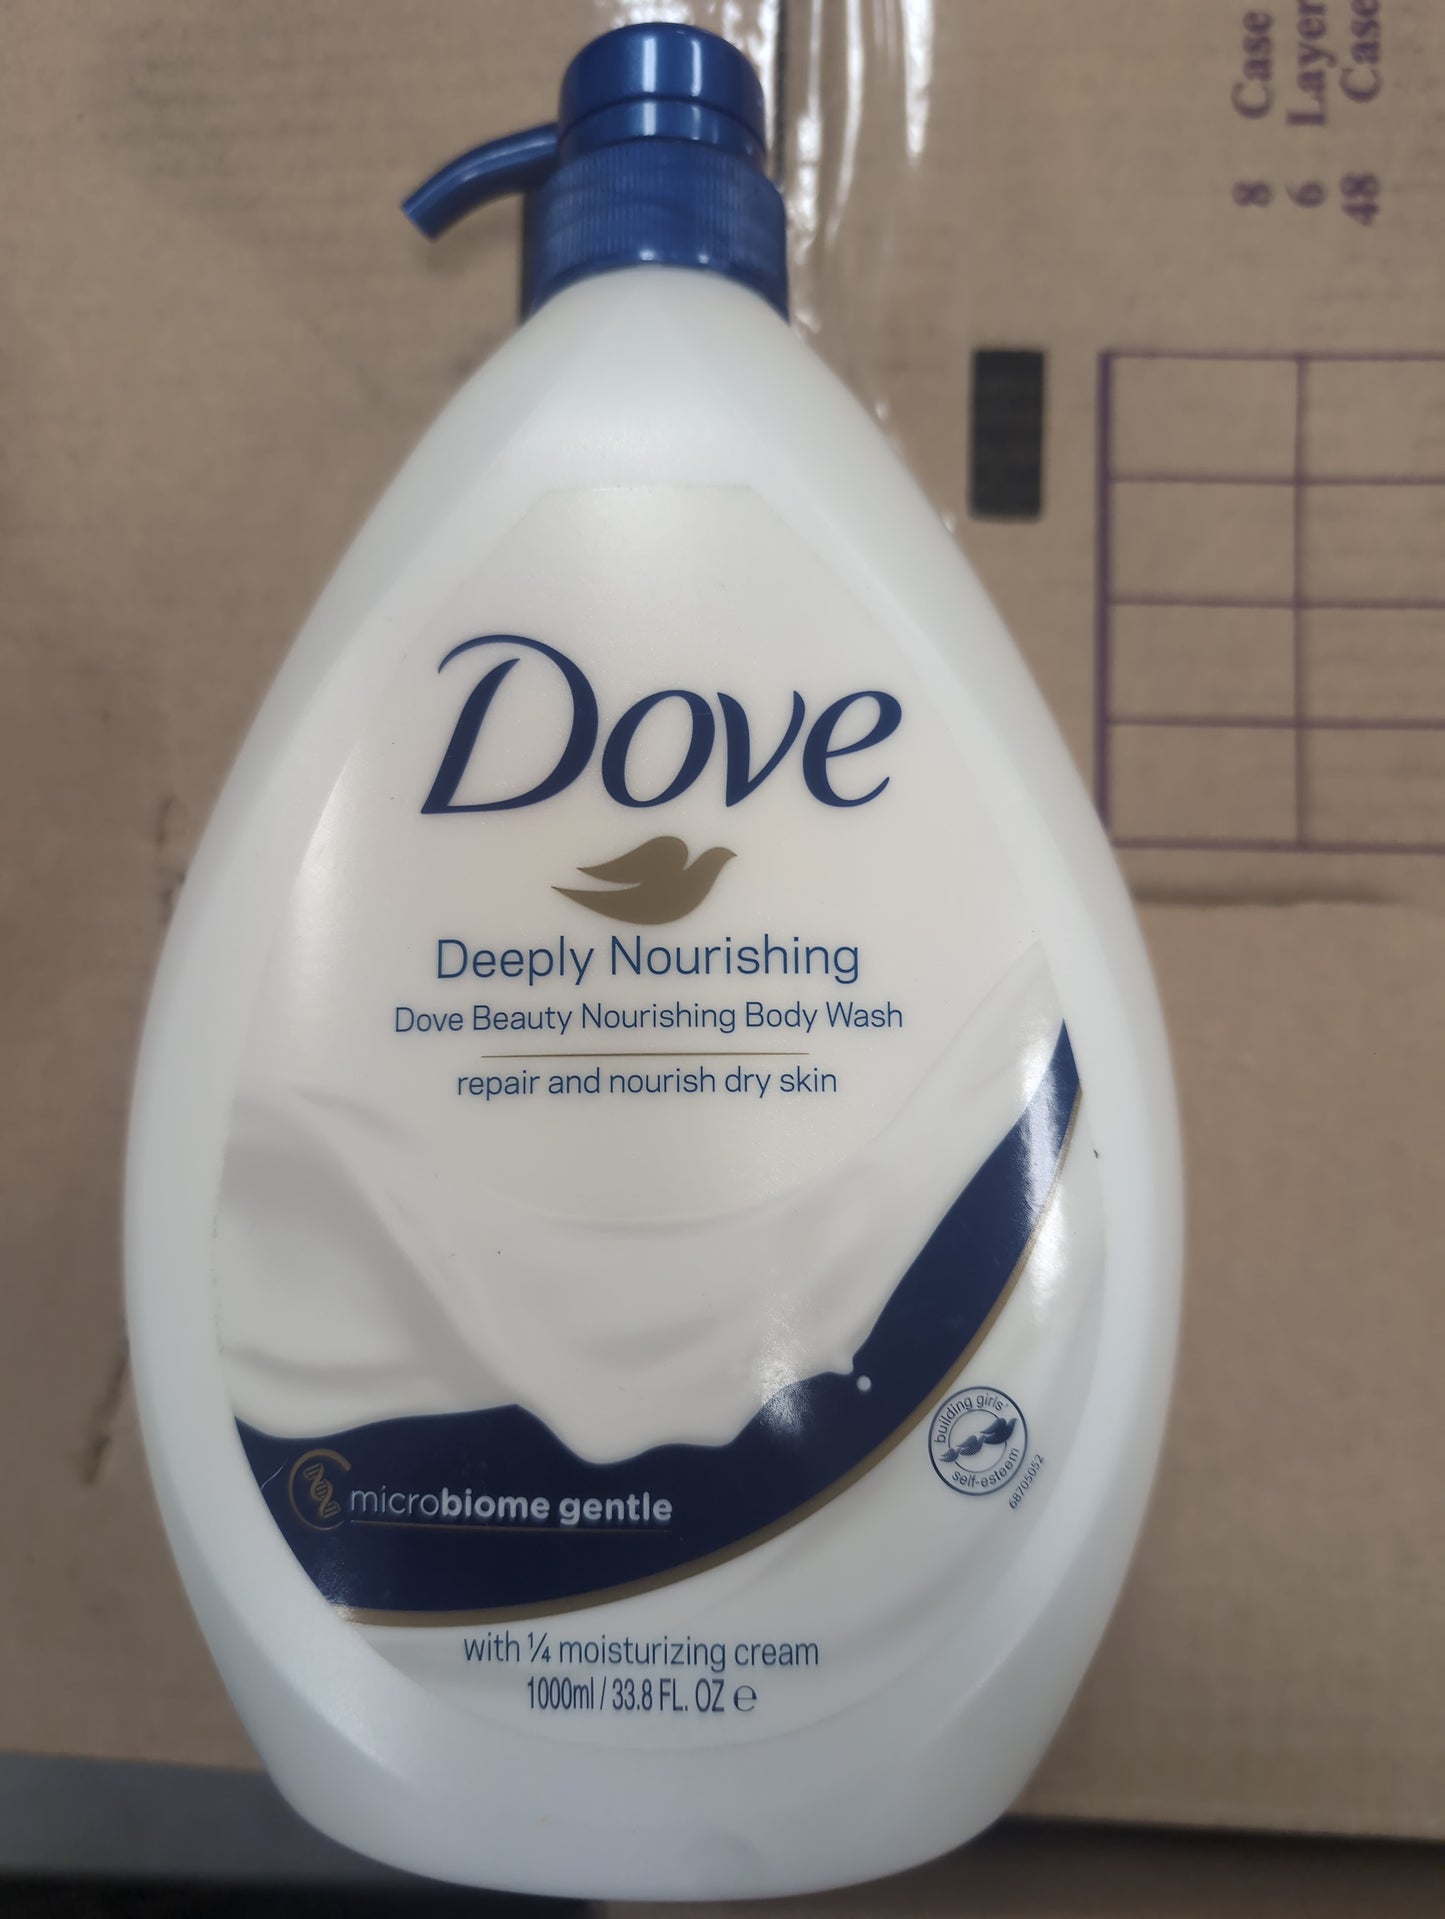 8 Case
6 Layer
48 Case
Dove
Deeply Nourishing
Dove Beauty Nourishing Body Wash
repair and nourish dry skin
building girls'
self-esteem
68705052
microbiome gentle
with ¼ moisturizing cream
1000ml / 33.8 FL. OZ ℮